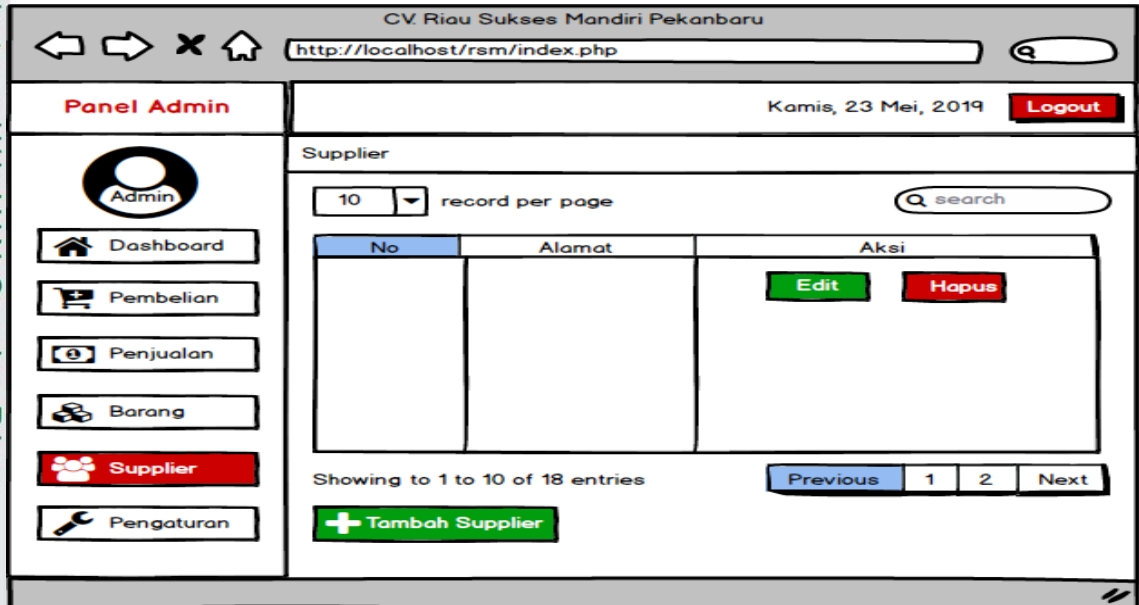 CV. Riau Sukses Mandiri Pekanbaru
http://localhost/rsm/index.php
Panel Admin
Kamis, 23 Mei, 2019 Logout
Admin
Dashboard
Pembelian
Penjualan
Barang
Supplier
Pengaturan
Supplier
10 record per page search
No Alamat Aksi
Edit Hapus
Showing to 1 to 10 of 18 entries Previous 1 2 Next
Tambah Supplier